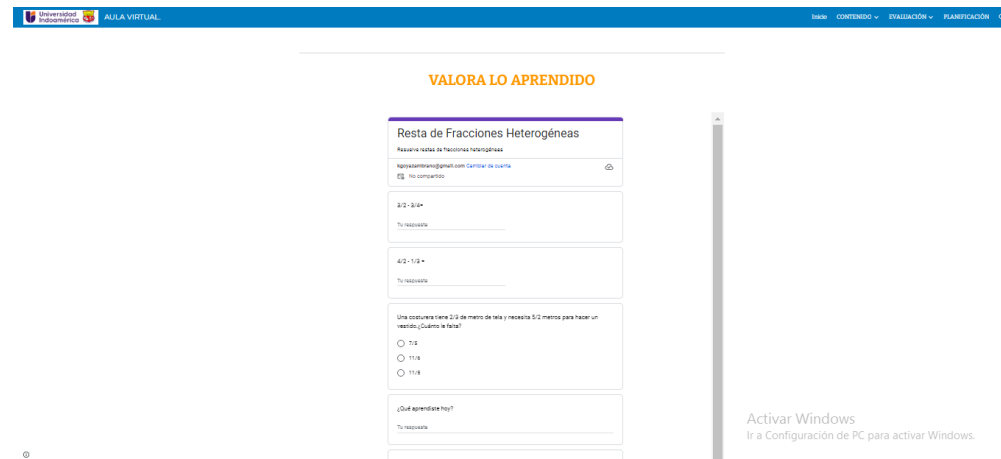 Universidad
Indoamérica
AULA VIRTUAL.
Inicio CONTENIDO EVALUACIÓN PLANIFICACIÓN
VALORA LO APRENDIDO
Resta de Fracciones Heterogéneas
Resuelve restas de fracciones heterogéneas
Cambiar de cuenta
No compartido
3/2 - 3/4=
Tu respuesta
4/2 - 1/3 =
Tu respuesta
Una costurera tiene 2/3 de metro de tela y necesita 5/2 metros para hacer un
vestido.¿Cuánto le falta?
7/5
11/6
11/8
¿Qué aprendiste hoy?
Tu respuesta
Activar Windows
Ir a Configuración de PC para activar Windows.